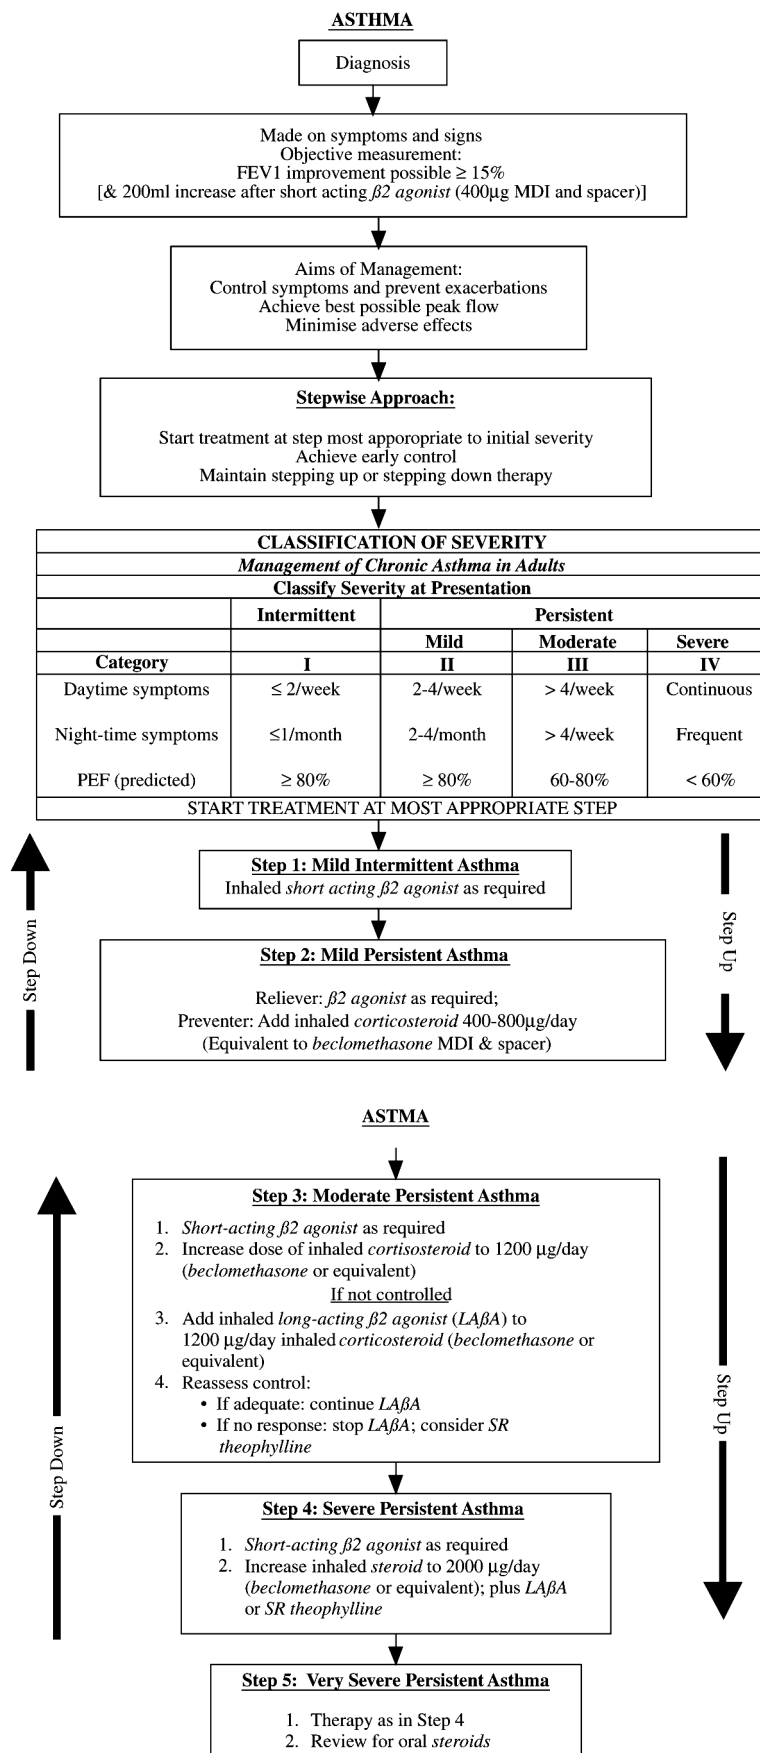 ASTHMA
Diagnosis
Made on symptoms and signs
Objective measurement:
FEV1 improvement possible ≥ 15%
[& 200ml increase after short acting ß2 agonist (400µg MDI and spacer)]
Aims of Management:
Control symptoms and prevent exacerbations
Achieve best possible peak flow
Minimise adverse effects
Stepwise Approach:
Start treatment at step most apporopriate to initial severity
Achieve early control
Maintain stepping up or stepping down therapy
CLASSIFICATION OF SEVERITY
Management of Chronic Asthma in Adults
Classify Severity at Presentation
Intermittent Persistent
Mild Moderate Severe
Category I II III IV
Daytime symptoms ≤ 2/week 2-4/week > 4/week Continuous
Night-time symptoms ≤1/month 2-4/month > 4/week Frequent
PEF (predicted) ≥ 80% ≥ 80% 60-80% < 60%
START TREATMENT AT MOST APPROPRIATE STEP
Step 1: Mild Intermittent Asthma
Inhaled short acting ß2 agonist as required
Step Down
Step Up
Step 2: Mild Persistent Asthma
Reliever: ß2 agonist as required;
Preventer: Add inhaled corticosteroid 400-800µg/day
(Equivalent to beclomethasone MDI & spacer)
ASTMA
Step 3: Moderate Persistent Asthma
1. Short-acting ß2 agonist as required
2. Increase dose of inhaled cortisosteroid to 1200 µg/day
(beclomethasone or equivalent)
If not controlled
3. Add inhaled long-acting ß2 agonist (LAßA) to
1200 µg/day inhaled corticosteroid (beclomethasone or
equivalent)
4. Reassess control:
• If adequate: continue LAßA
• If no response: stop LAßA; consider SR
theophylline
Step Down
Step Up
Step 4: Severe Persistent Asthma
1. Short-acting ß2 agonist as required
2. Increase inhaled steroid to 2000 µg/day
(beclomethasone or equivalent); plus LAßA
or SR theophylline
Step 5: Very Severe Persistent Asthma
1. Therapy as in Step 4
2. Review for oral steroids